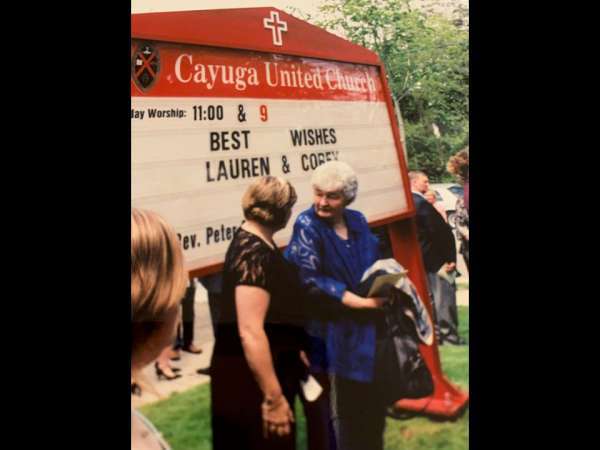 Cayuga United Church
day Worship: 11:00 & 9
BEST WISHES
LAUREN & COREY
Rev. Peter